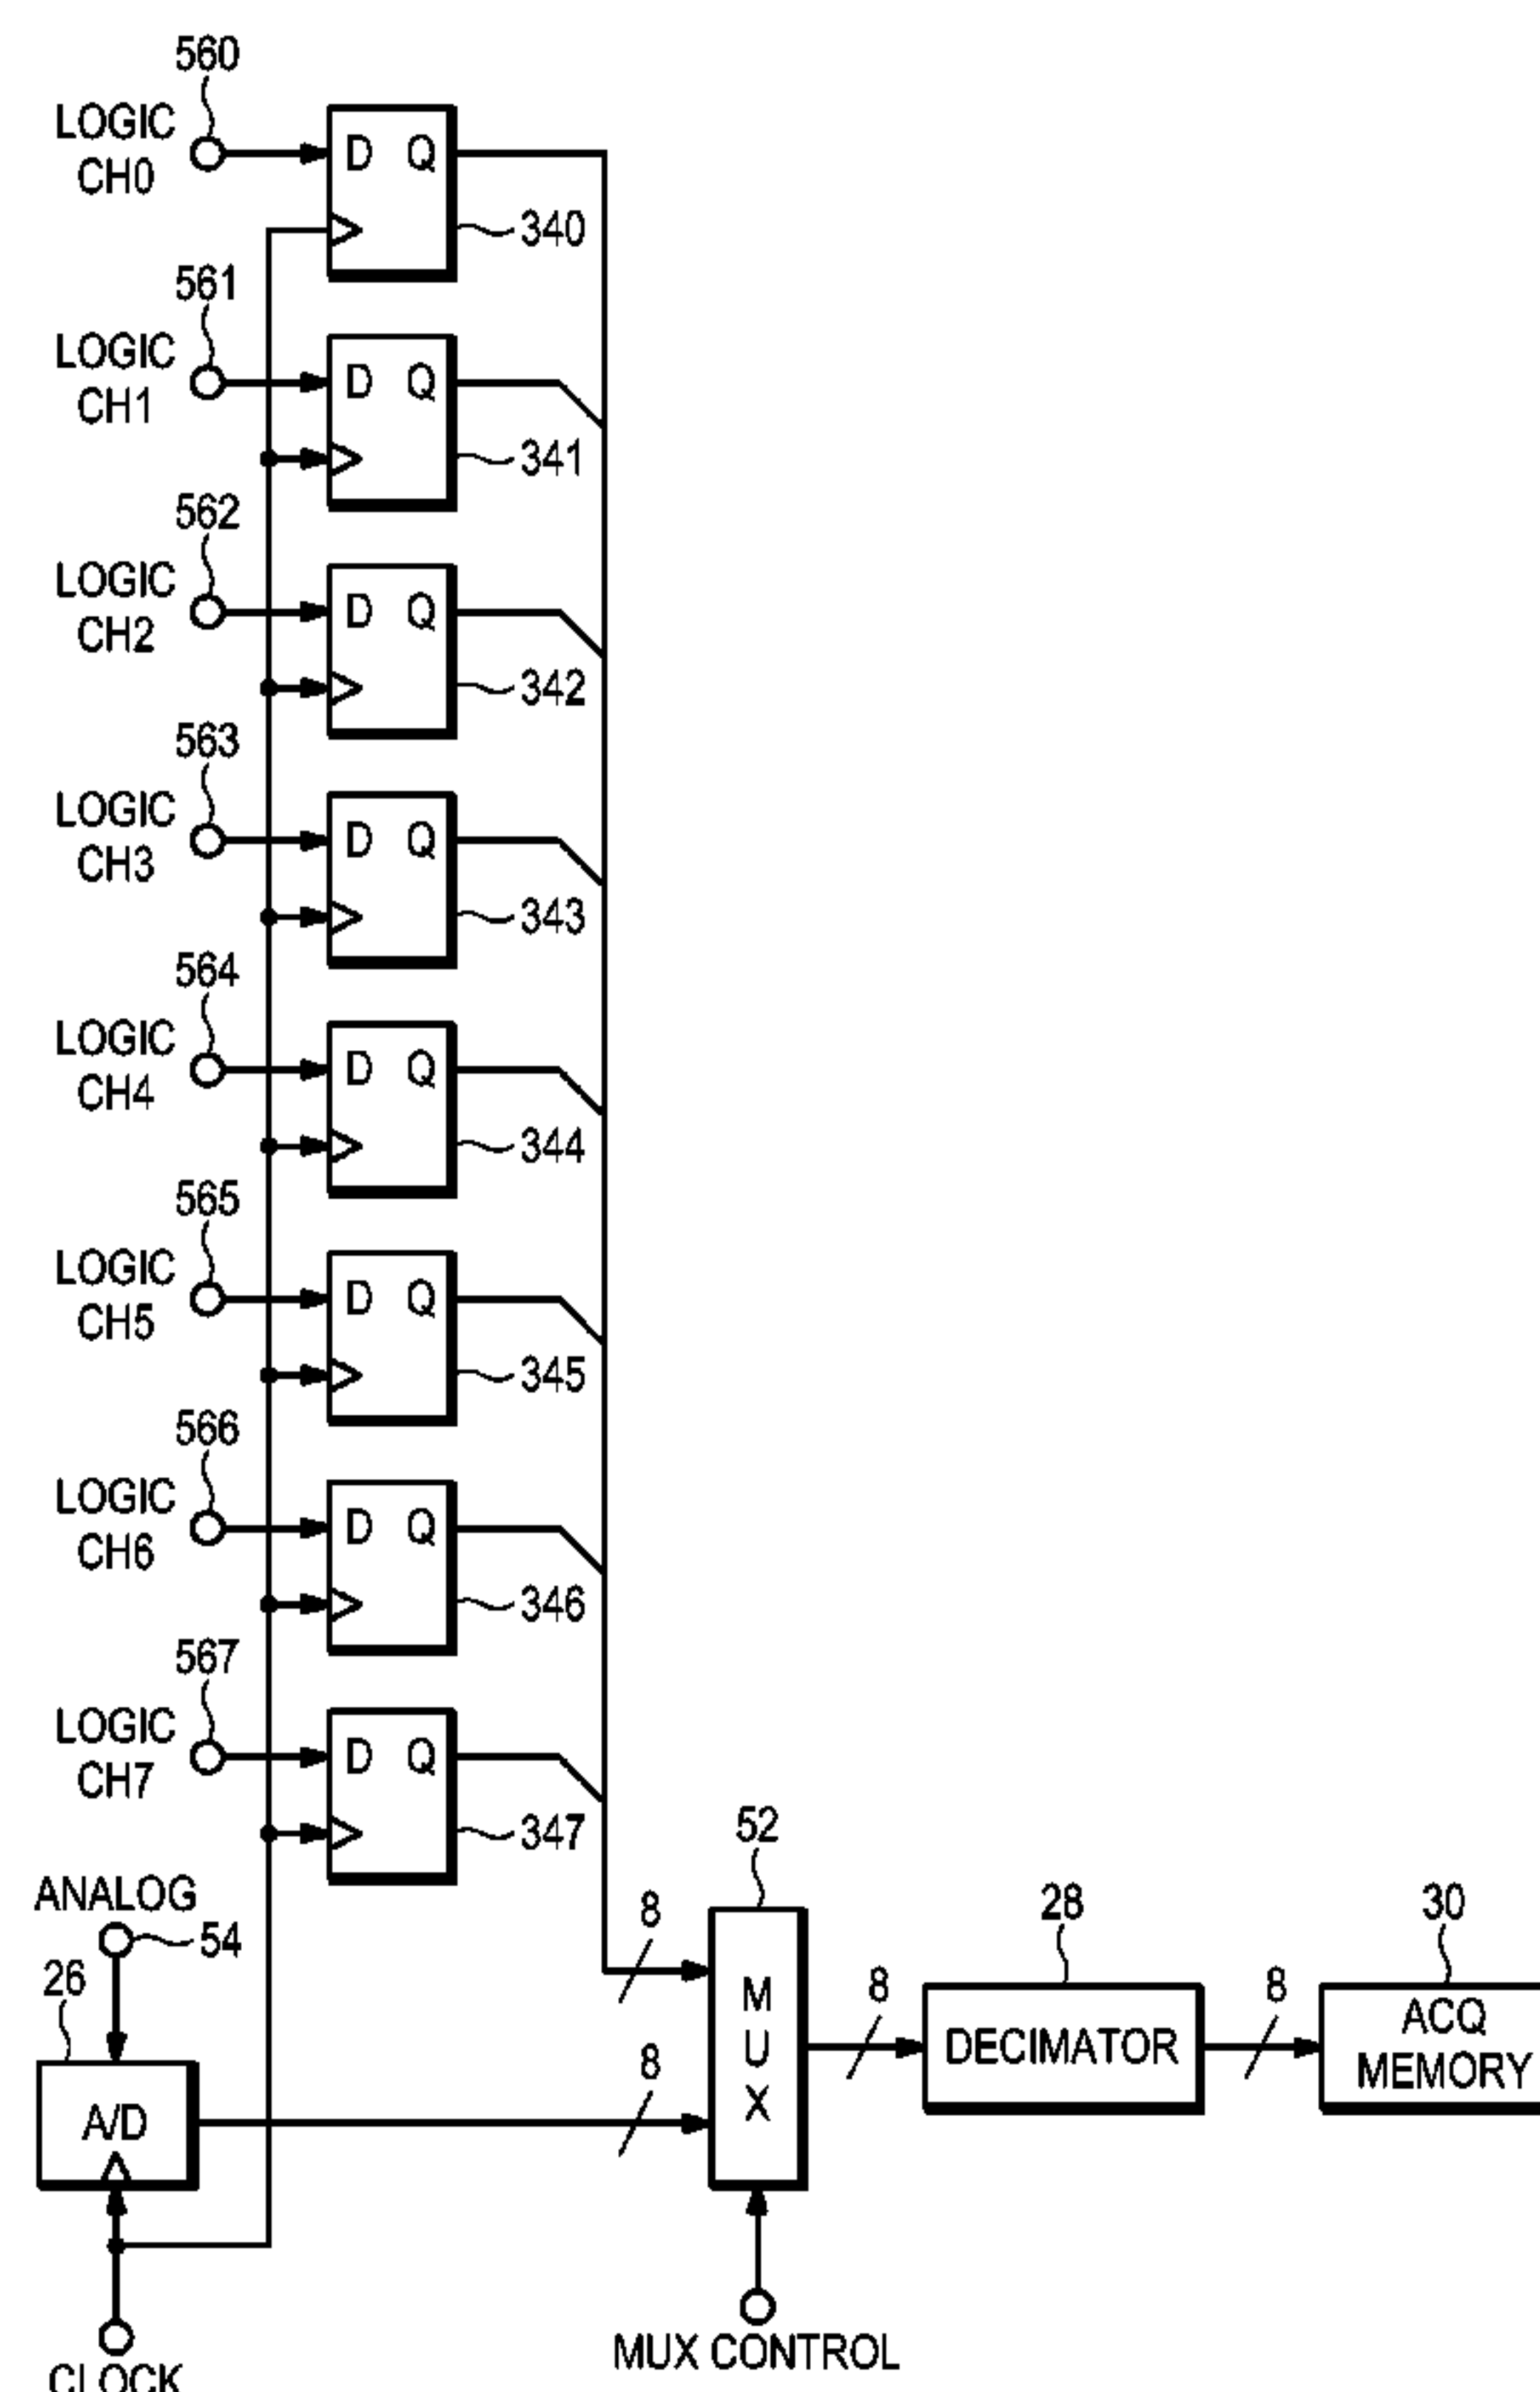 560
LOGIC
CH0
D Q
340
561
LOGIC
CH1
D Q
341
562
LOGIC
CH2
D Q
342
563
LOGIC
CH3
D Q
343
564
LOGIC
CH4
D Q
344
565
LOGIC
CH5
D Q
345
566
LOGIC
CH6
D Q
346
567
LOGIC
CH7
D Q
347
ANALOG
54
26
A/D
CLOCK
8
8
52
MUX
MUX CONTROL
8
28
DECIMATOR
8
30
ACQ
MEMORY